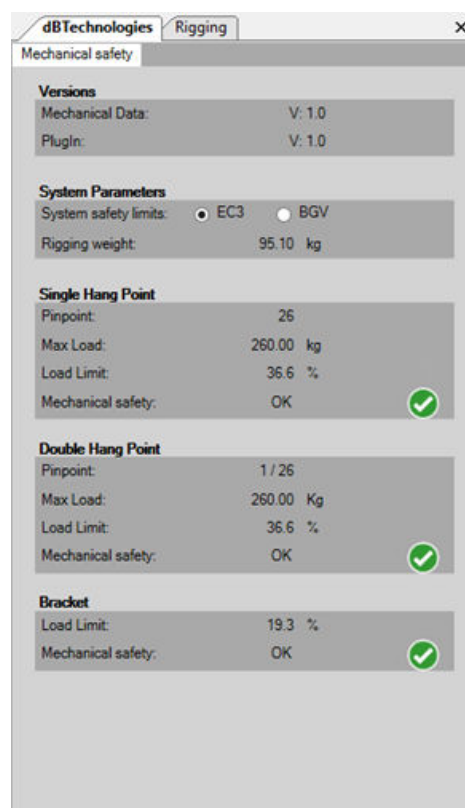 dBTechnologies Rigging
Mechanical safety
Versions
Mechanical Data: V: 1.0
PlugIn: V: 1.0
System Parameters
System safety limits: EC3 BGV
Rigging weight: 95.10 kg
Single Hang Point
Pinpoint: 26
Max Load: 260.00 kg
Load Limit: 36.6 %
Mechanical safety: OK
Double Hang Point
Pinpoint: 1 / 26
Max Load: 260.00 Kg
Load Limit: 36.6 %
Mechanical safety: OK
Bracket
Load Limit: 19.3 %
Mechanical safety: OK